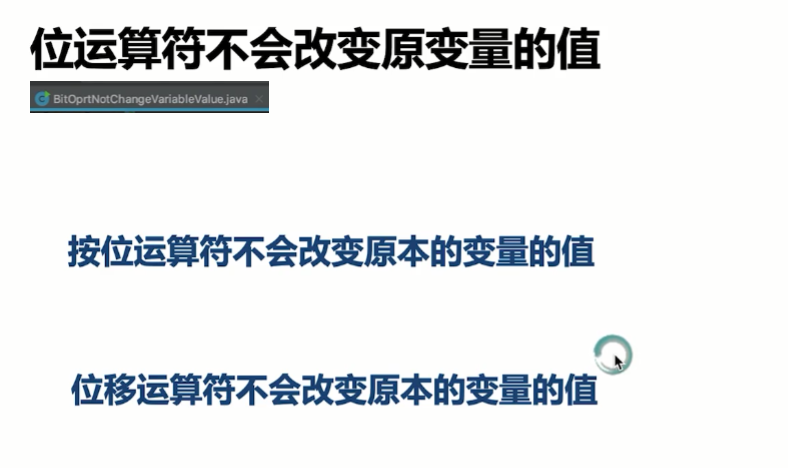 位运算符不会改变原变量的值
BitOprtNotChangeVariableValue.java
按位运算符不会改变原本的变量的值
位移运算符不会改变原本的变量的值